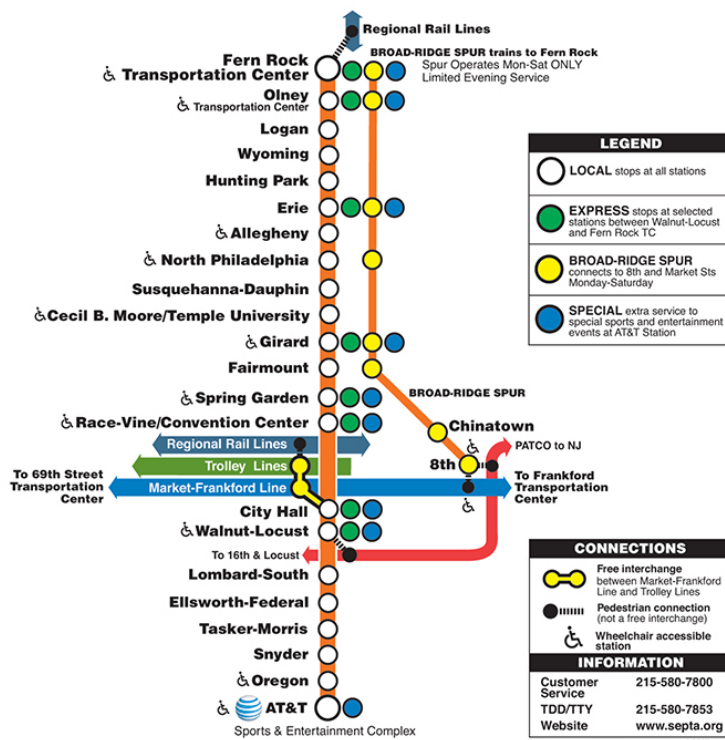 Regional Rail Lines
BROAD-RIDGE SPUR trains to Fern Rock
Spur Operates Mon-Sat ONLY
Limited Evening Service
Fern Rock
Transportation Center
Olney
Transportation Center
Logan
Wyoming
Hunting Park
Erie
Allegheny
North Philadelphia
Susquehanna-Dauphin
Cecil B. Moore/Temple University
Girard
Fairmount
Spring Garden
BROAD-RIDGE SPUR
Race-Vine/Convention Center
Chinatown
8th
PATCO to NJ
Regional Rail Lines
Trolley Lines
Market-Frankford Line
To 69th Street
Transportation
Center
To Frankford
Transportation
Center
City Hall
Walnut-Locust
To 16th & Locust
Lombard-South
Ellsworth-Federal
Tasker-Morris
Snyder
Oregon
AT&T
Sports & Entertainment Complex
LEGEND
LOCAL stops at all stations
EXPRESS stops at selected
stations between Walnut-Locust
and Fern Rock TC
BROAD-RIDGE SPUR
connects to 8th and Market Sts
Monday-Saturday
SPECIAL extra service to
special sports and entertainment
events at AT&T Station
CONNECTIONS
Free interchange
between Market-Frankford
Line and Trolley Lines
Pedestrian connection
(not a free interchange)
Wheelchair accessible
station
INFORMATION
Customer
Service 215-580-7800
TDD/TTY 215-580-7853
Website www.septa.org